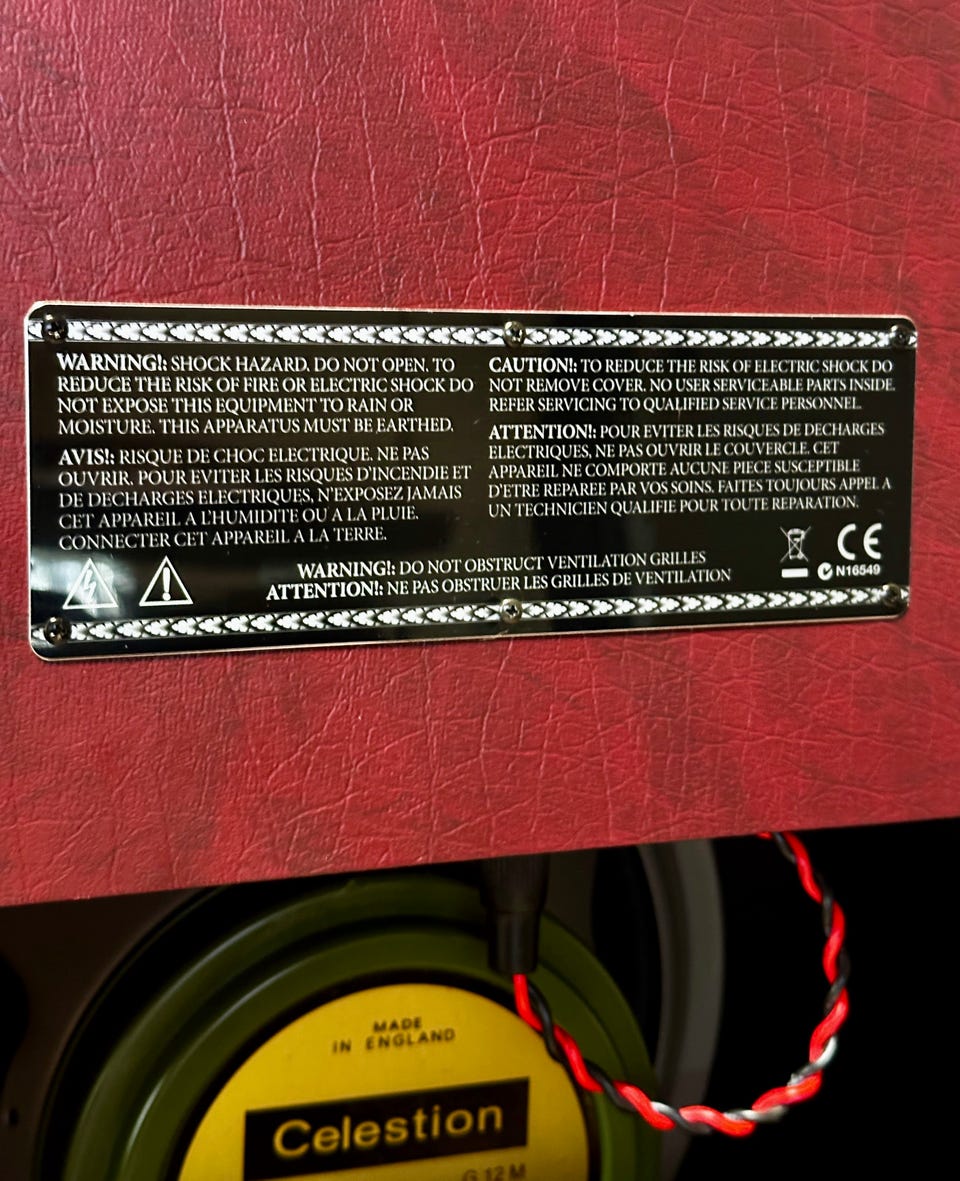 WARNING!: SHOCK HAZARD. DO NOT OPEN. TO
REDUCE THE RISK OF FIRE OR ELECTRIC SHOCK DO
NOT EXPOSE THIS EQUIPMENT TO RAIN OR
MOISTURE. THIS APPARATUS MUST BE EARTHED.
AVIS!: RISQUE DE CHOC ELECTRIQUE. NE PAS
OUVRIR. POUR EVITER LES RISQUES D'INCENDIE ET
DE DECHARGES ELECTRIQUES, N'EXPOSEZ JAMAIS
CET APPAREIL A L'HUMIDITE OU A LA PLUIE.
CONNECTER CET APPAREIL A LA TERRE.
CAUTION!: TO REDUCE THE RISK OF ELECTRIC SHOCK DO
NOT REMOVE COVER. NO USER SERVICEABLE PARTS INSIDE.
REFER SERVICING TO QUALIFIED SERVICE PERSONNEL.
ATTENTION!: POUR EVITER LES RISQUES DE DECHARGES
ELECTRIQUES, NE PAS OUVRIR LE COUVERCLE. CET
APPAREIL NE COMPORTE AUCUNE PIECE SUSCEPTIBLE
D'ETRE REPAREE PAR VOS SOINS. FAITES TOUJOURS APPEL A
UN TECHNICIEN QUALIFIE POUR TOUTE REPARATION.
WARNING!: DO NOT OBSTRUCT VENTILATION GRILLES
ATTENTION!: NE PAS OBSTRUER LES GRILLES DE VENTILATION
CE
N16549
MADE
IN ENGLAND
Celestion
G12M